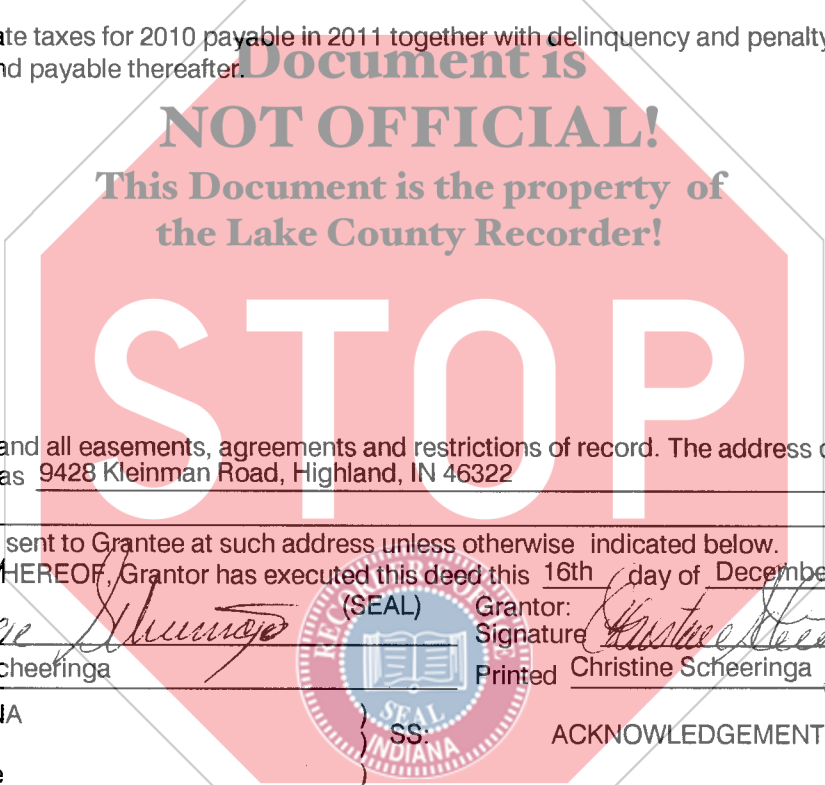 ate taxes for 2010 payable in 2011 together with delinquency and penalty
nd payable thereafter.
Document is
NOT OFFICIAL!
This Document is the property of
the Lake County Recorder!
STOP
and all easements, agreements and restrictions of record. The address o
as 9428 Kleinman Road, Highland, IN 46322
sent to Grantee at such address unless otherwise indicated below.
HEREOF, Grantor has executed this deed this 16th day of Decembe
(SEAL) Grantor:
Signature
cheeringa Printed Christine Scheeringa
NA
SS: ACKNOWLEDGEMENT
e
SEAL
INDIANA